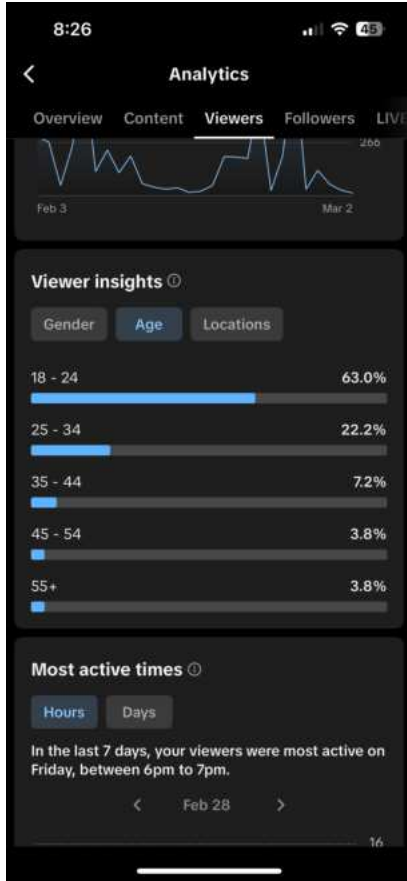 8:26
45
Analytics
Overview Content Viewers Followers LIVE
266
Feb 3 Mar 2
Viewer insights
Gender Age Locations
18 - 24 63.0%
25 - 34 22.2%
35 - 44 7.2%
45 - 54 3.8%
55+ 3.8%
Most active times
Hours Days
In the last 7 days, your viewers were most active on
Friday, between 6pm to 7pm.
Feb 28
16